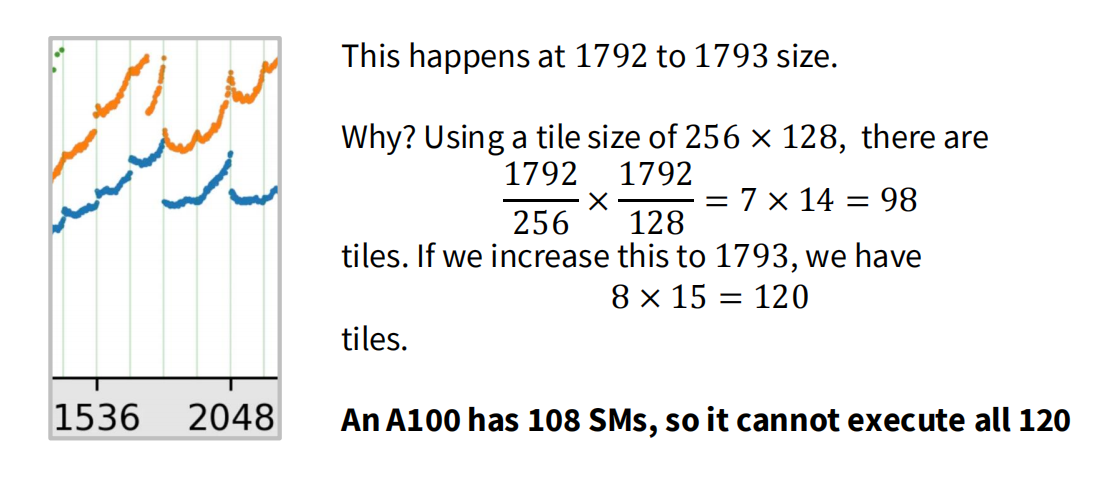 This happens at 1792 to 1793 size.
Why? Using a tile size of 256 × 128, there are
1792/256 × 1792/128 = 7 × 14 = 98
tiles. If we increase this to 1793, we have
8 × 15 = 120
tiles.
An A100 has 108 SMs, so it cannot execute all 120
1536 2048